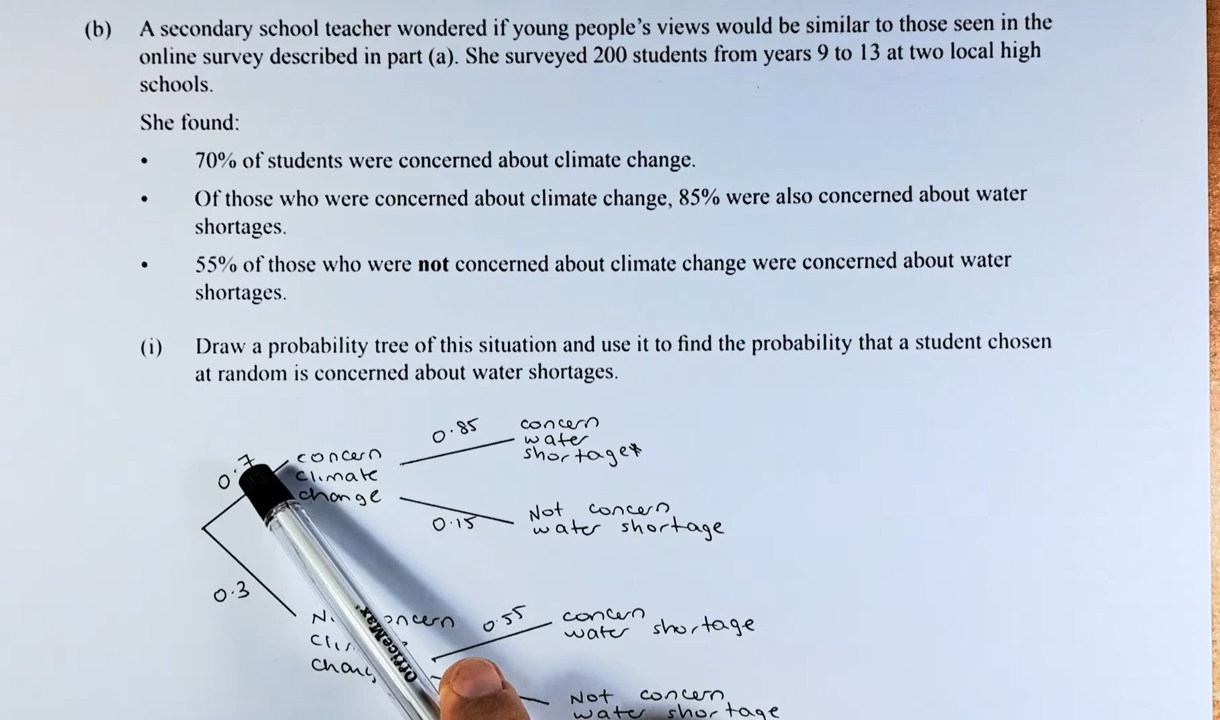 (b) A secondary school teacher wondered if young people's views would be similar to those seen in the
online survey described in part (a). She surveyed 200 students from years 9 to 13 at two local high
schools.
She found:
• 70% of students were concerned about climate change.
• Of those who were concerned about climate change, 85% were also concerned about water
shortages.
• 55% of those who were not concerned about climate change were concerned about water
shortages.
(i) Draw a probability tree of this situation and use it to find the probability that a student chosen
at random is concerned about water shortages.
0.7
concern
climate
change
0.85
concern
water
shortage
0.15
Not concern
water shortage
0.3
0.55
concern
water shortage
OfficeMax
Not concern
water shortage